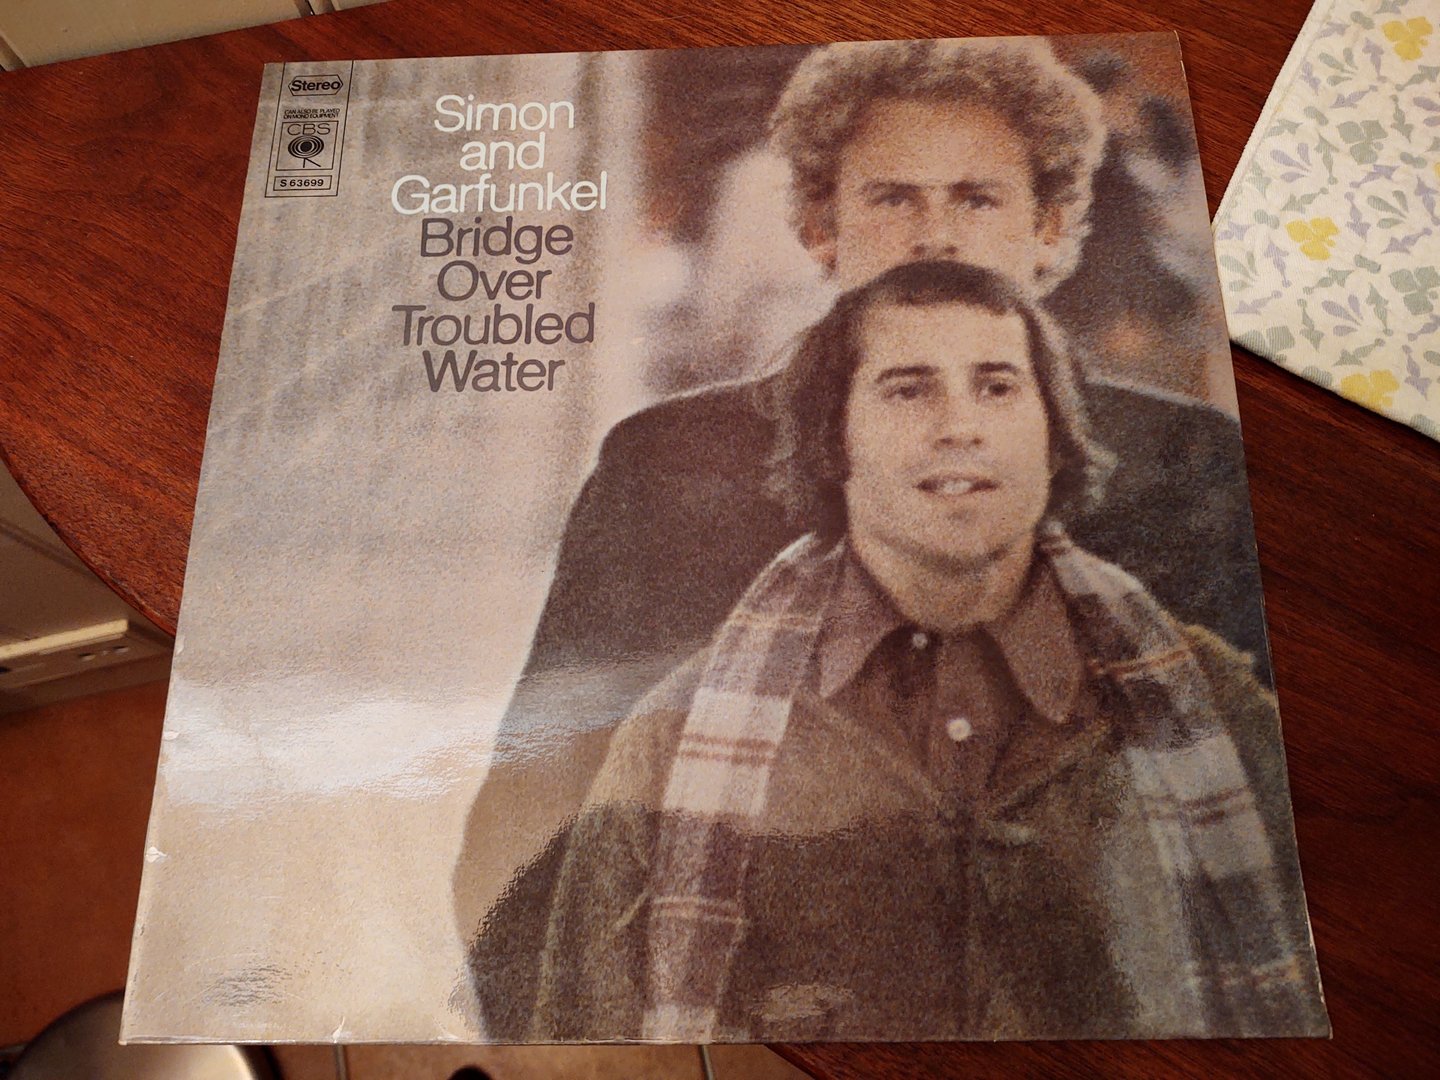 Stereo
CAN ALSO BE PLAYED
ON MONO EQUIPMENT
CBS
S 63699
Simon
and
Garfunkel
Bridge
Over
Troubled
Water